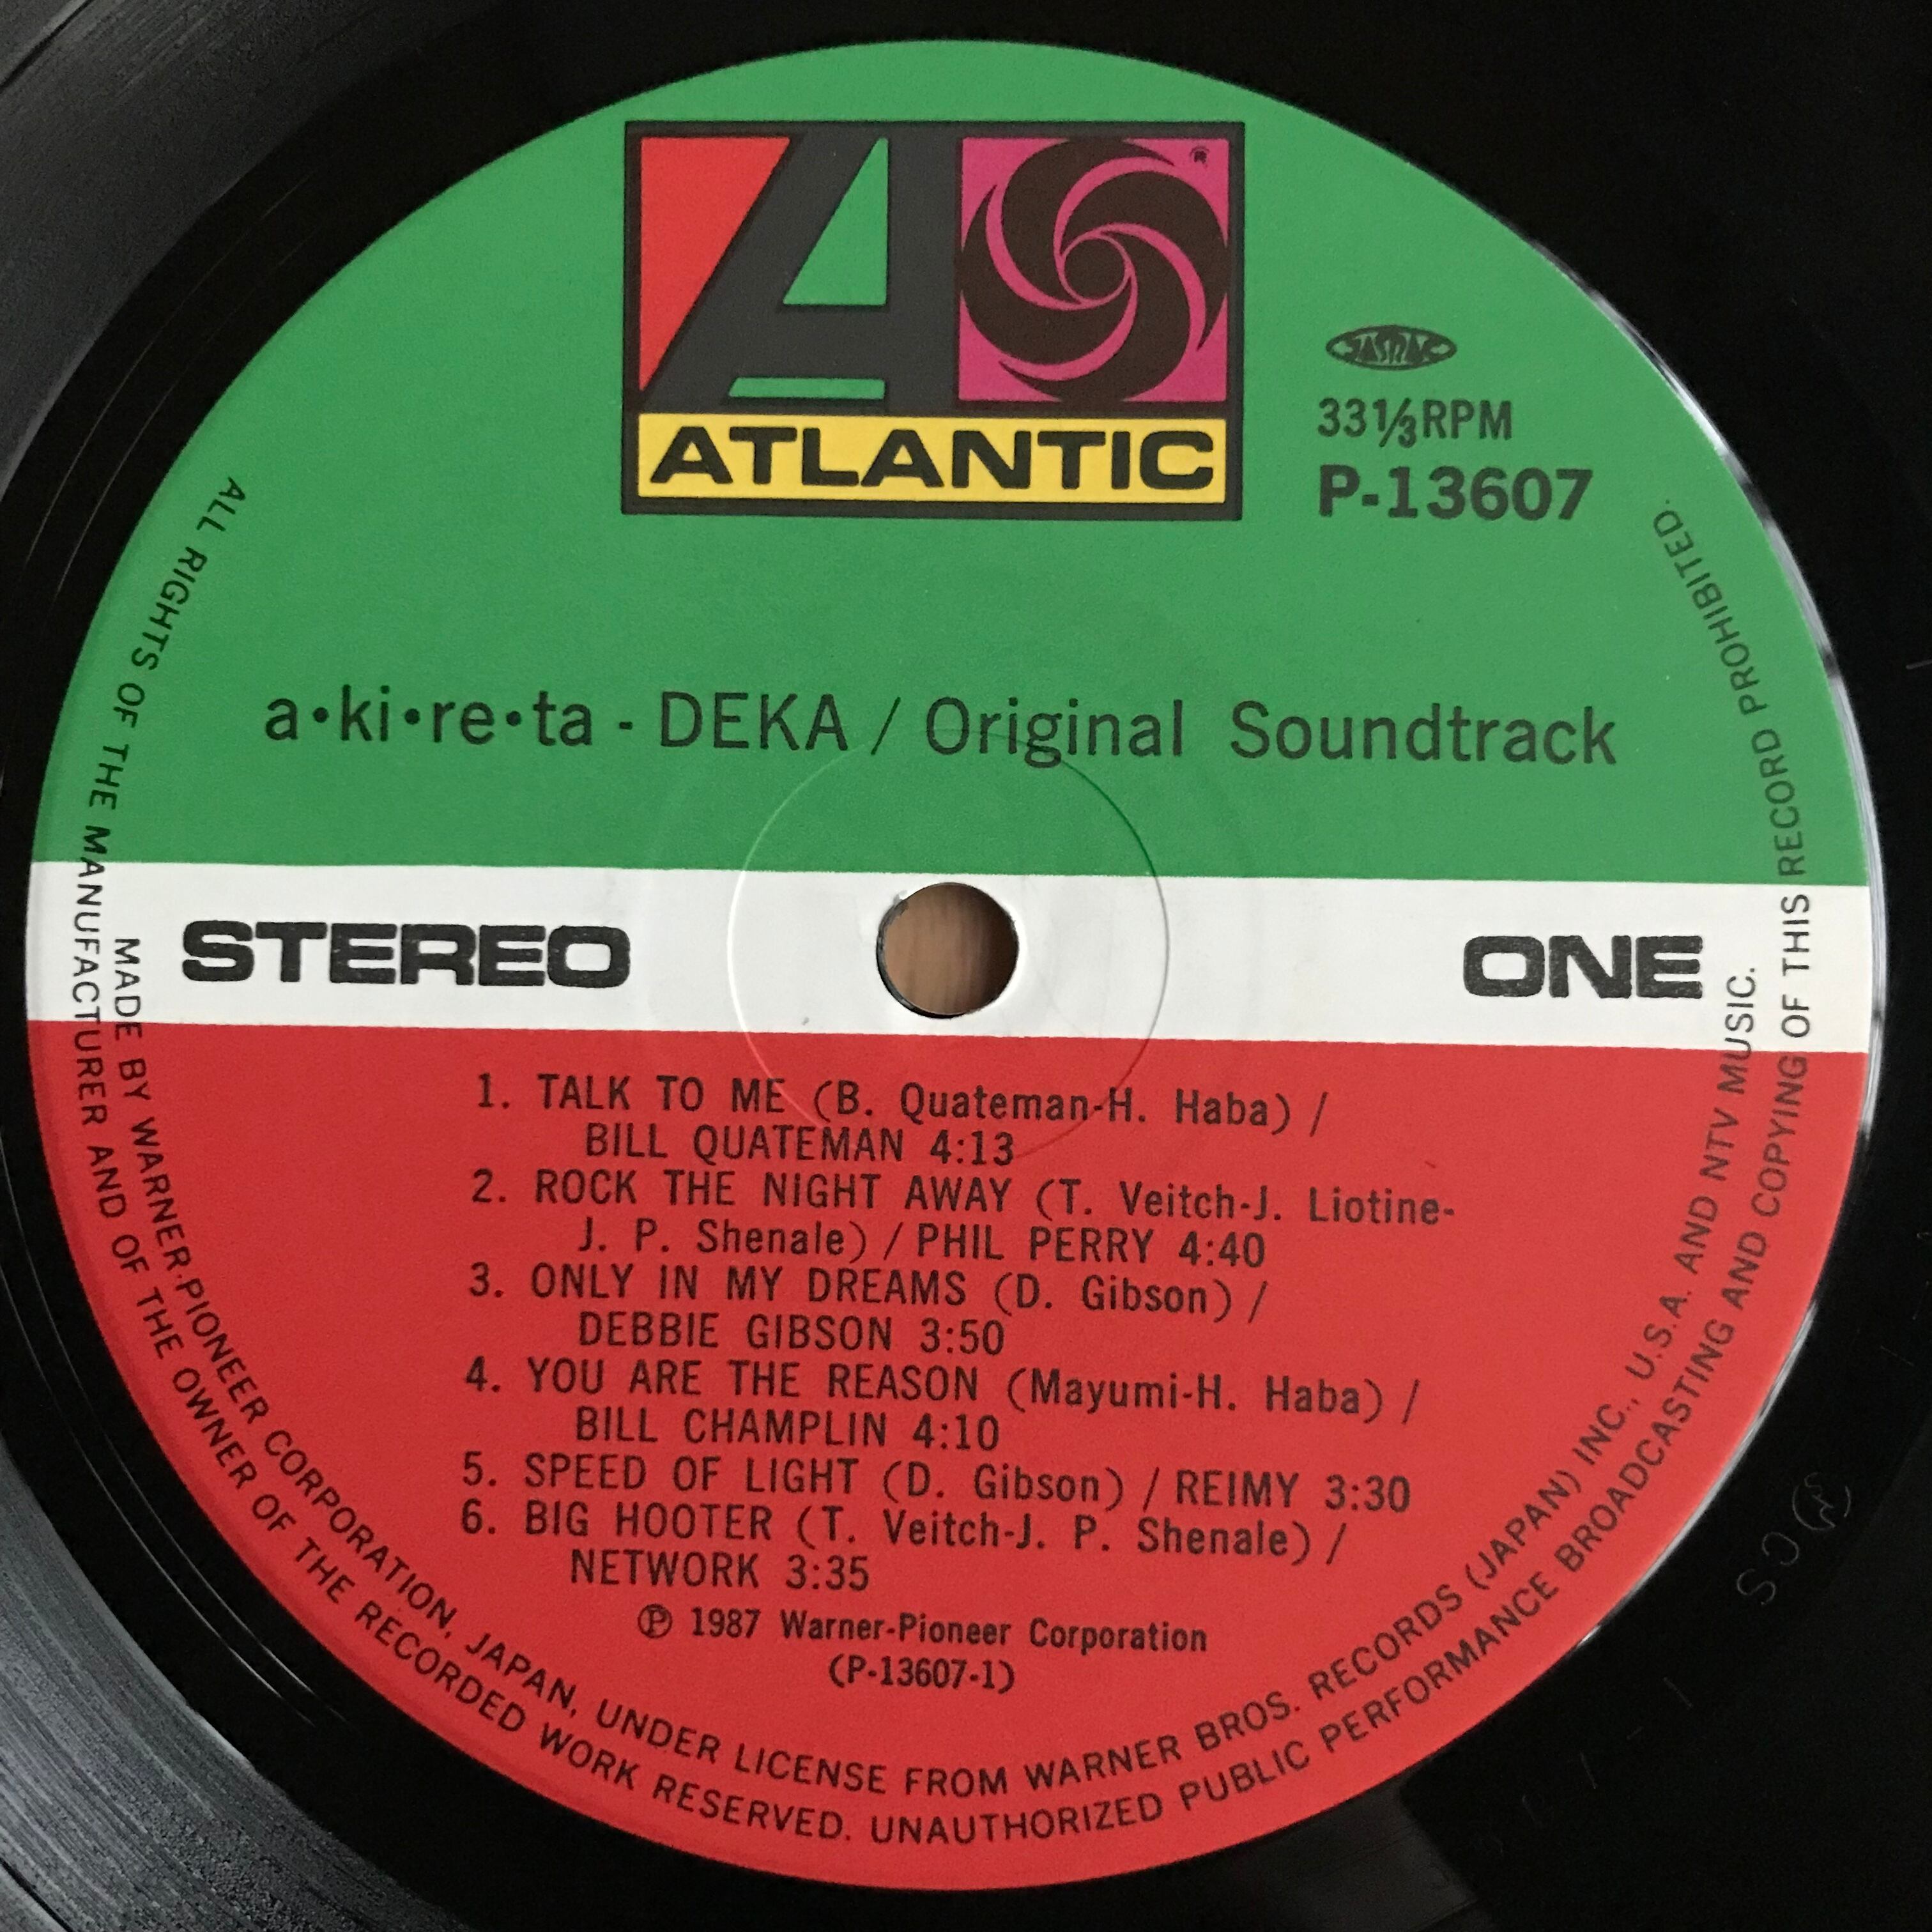 ATLANTIC
®
JASRAC
33⅓RPM
P-13607
a•ki•re•ta - DEKA / Original Soundtrack
STEREO
ONE
1. TALK TO ME (B. Quateman-H. Haba) /
BILL QUATEMAN 4:13
2. ROCK THE NIGHT AWAY (T. Veitch-J. Liotine-
J. P. Shenale) / PHIL PERRY 4:40
3. ONLY IN MY DREAMS (D. Gibson) /
DEBBIE GIBSON 3:50
4. YOU ARE THE REASON (Mayumi-H. Haba) /
BILL CHAMPLIN 4:10
5. SPEED OF LIGHT (D. Gibson) / REIMY 3:30
6. BIG HOOTER (T. Veitch-J. P. Shenale) /
NETWORK 3:35
℗ 1987 Warner-Pioneer Corporation
(P-13607-1)
MADE BY WARNER-PIONEER CORPORATION, JAPAN, UNDER LICENSE FROM WARNER BROS. RECORDS (JAPAN) INC., U.S.A. AND NTV MUSIC.
ALL RIGHTS OF THE MANUFACTURER AND OF THE OWNER OF THE RECORDED WORK RESERVED. UNAUTHORIZED PUBLIC PERFORMANCE BROADCASTING AND COPYING OF THIS RECORD PROHIBITED.